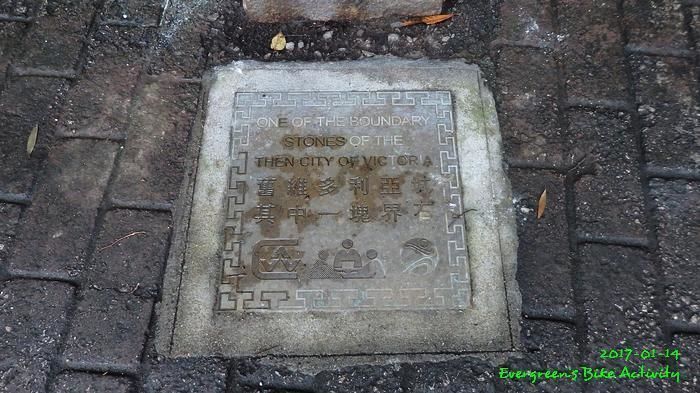 ONE OF THE BOUNDARY
STONES OF THE
THEN CITY OF VICTORIA
舊維多利亞城
其中一塊界石
2017-01-14
Evergreen's Bike Activity